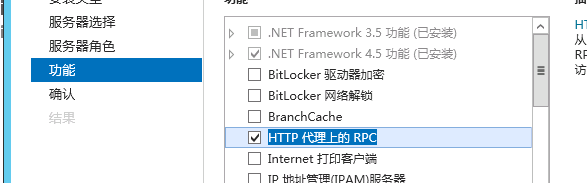 功能
服务器选择
服务器角色
功能
确认
结果
.NET Framework 3.5 功能 (已安装)
.NET Framework 4.5 功能 (已安装)
BitLocker 驱动器加密
BitLocker 网络解锁
BranchCache
HTTP 代理上的 RPC
Internet 打印客户端
IP 地址管理(IPAM)服务器
HT
从
RP
访